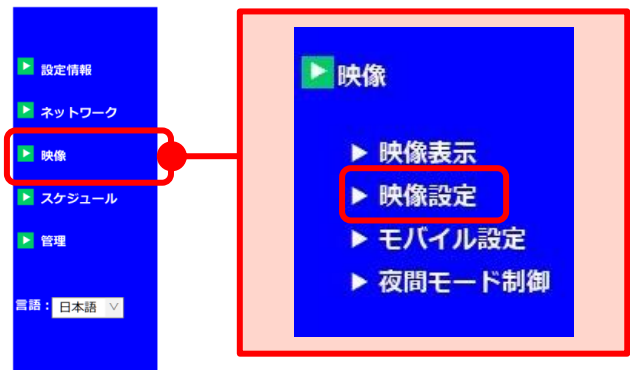 設定情報
ネットワーク
映像
スケジュール
管理
言語：日本語
映像
映像表示
映像設定
モバイル設定
夜間モード制御